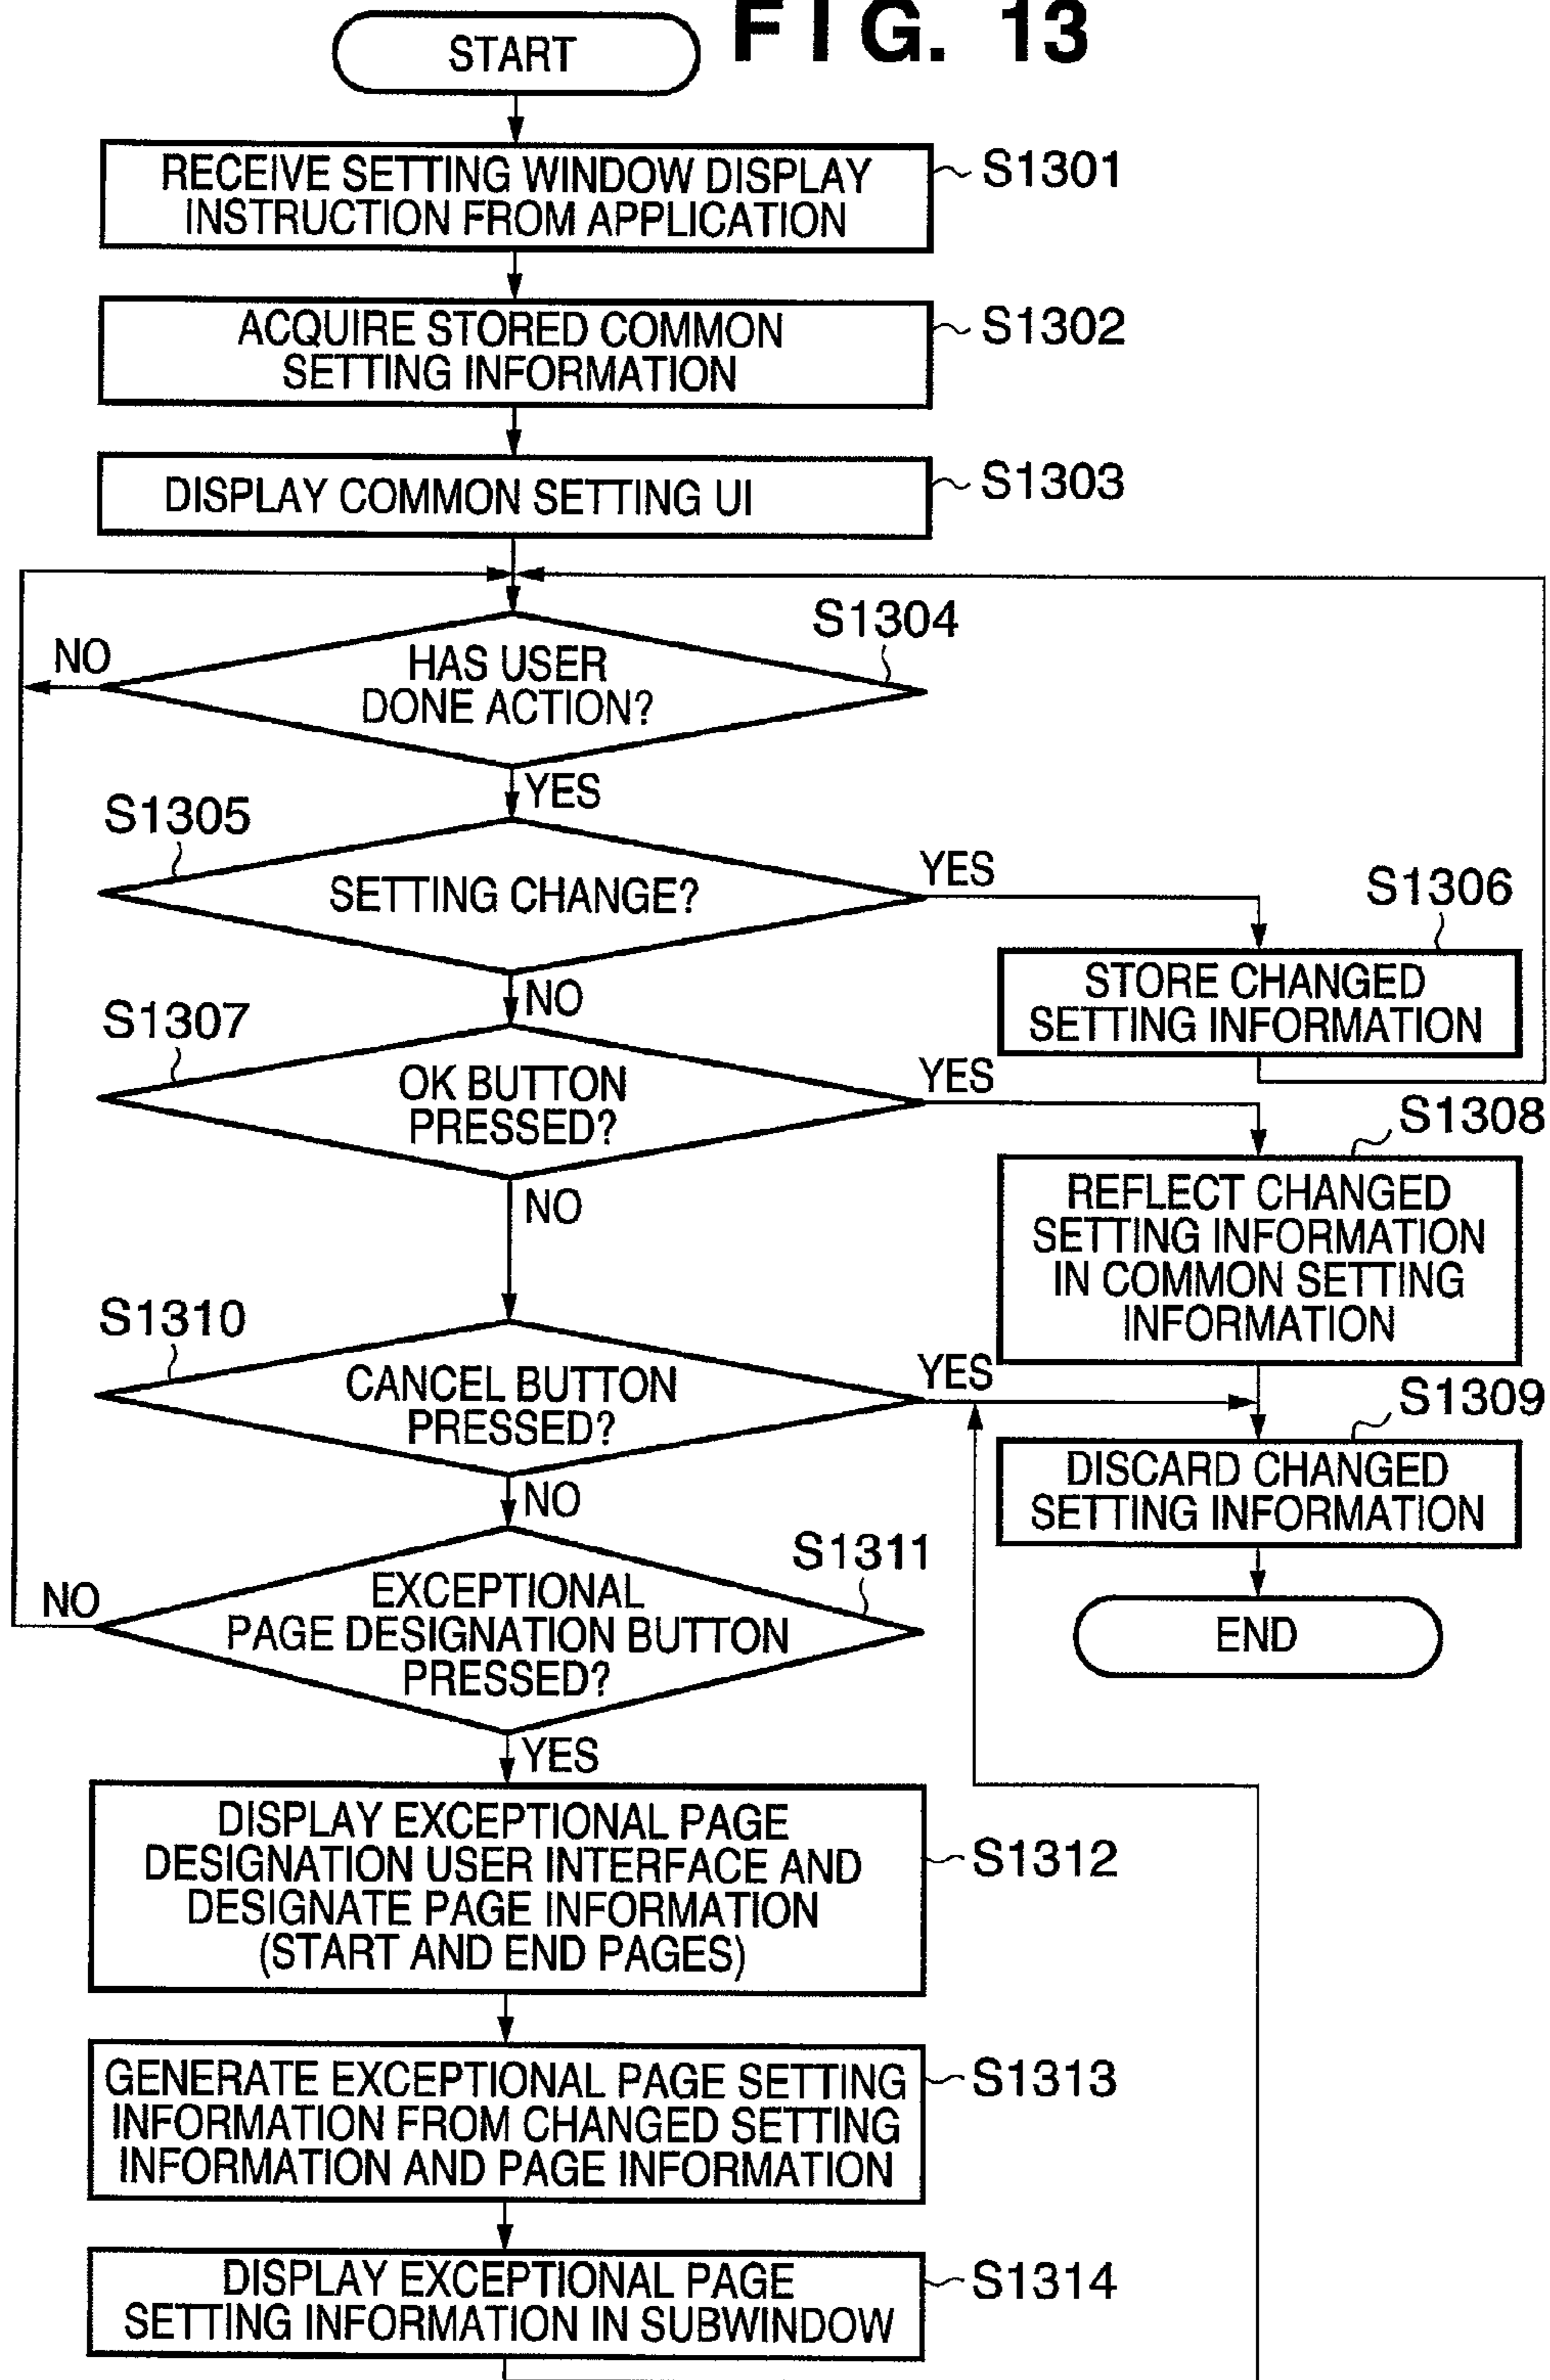 FIG. 13
START
RECEIVE SETTING WINDOW DISPLAY
INSTRUCTION FROM APPLICATION
S1301
ACQUIRE STORED COMMON
SETTING INFORMATION
S1302
DISPLAY COMMON SETTING UI
S1303
S1304
NO
HAS USER
DONE ACTION?
YES
S1305
SETTING CHANGE?
YES
S1306
STORE CHANGED
SETTING INFORMATION
NO
S1307
OK BUTTON
PRESSED?
YES
S1308
REFLECT CHANGED
SETTING INFORMATION
IN COMMON SETTING
INFORMATION
NO
S1310
CANCEL BUTTON
PRESSED?
YES
S1309
DISCARD CHANGED
SETTING INFORMATION
NO
END
S1311
NO
EXCEPTIONAL
PAGE DESIGNATION BUTTON
PRESSED?
YES
DISPLAY EXCEPTIONAL PAGE
DESIGNATION USER INTERFACE AND
DESIGNATE PAGE INFORMATION
(START AND END PAGES)
S1312
GENERATE EXCEPTIONAL PAGE SETTING
INFORMATION FROM CHANGED SETTING
INFORMATION AND PAGE INFORMATION
S1313
DISPLAY EXCEPTIONAL PAGE
SETTING INFORMATION IN SUBWINDOW
S1314